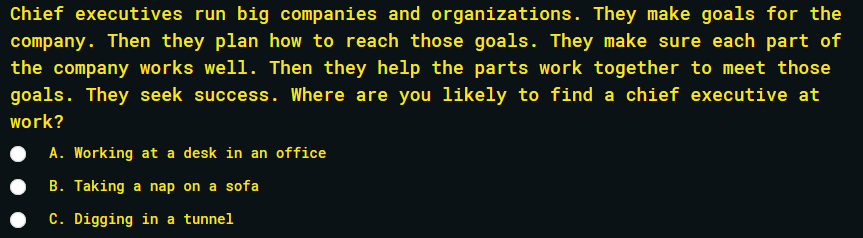 Chief executives run big companies and organizations. They make goals for the
company. Then they plan how to reach those goals. They make sure each part of
the company works well. Then they help the parts work together to meet those
goals. They seek success. Where are you likely to find a chief executive at
work?
A. Working at a desk in an office
B. Taking a nap on a sofa
C. Digging in a tunnel